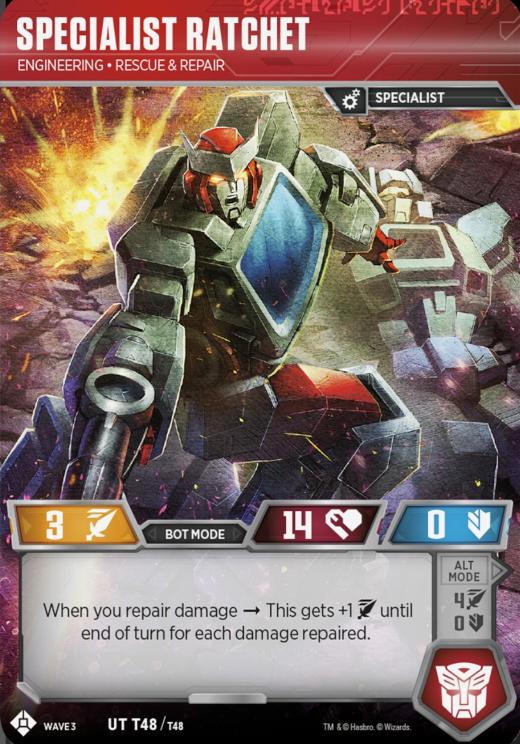 SPECIALIST RATCHET
ENGINEERING • RESCUE & REPAIR
SPECIALIST
3
BOT MODE
14
0
ALT
MODE
4
0
When you repair damage → This gets +1 until
end of turn for each damage repaired.
WAVE 3
UT T48 / T48
TM & © Hasbro. © Wizards.